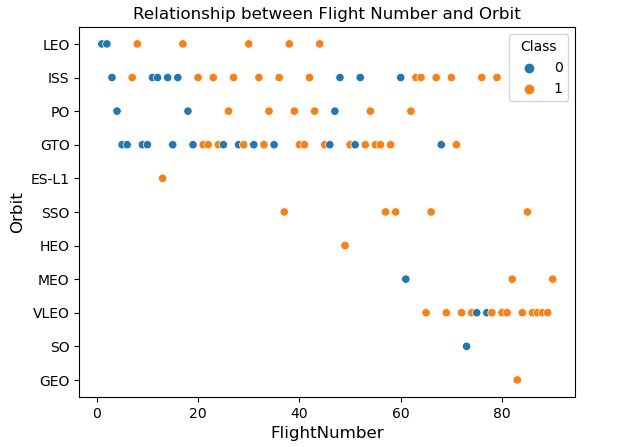 Relationship between Flight Number and Orbit
LEO
ISS
PO
GTO
ES-L1
SSO
HEO
MEO
VLEO
SO
GEO
Orbit
Class
0
1
0 20 40 60 80
FlightNumber